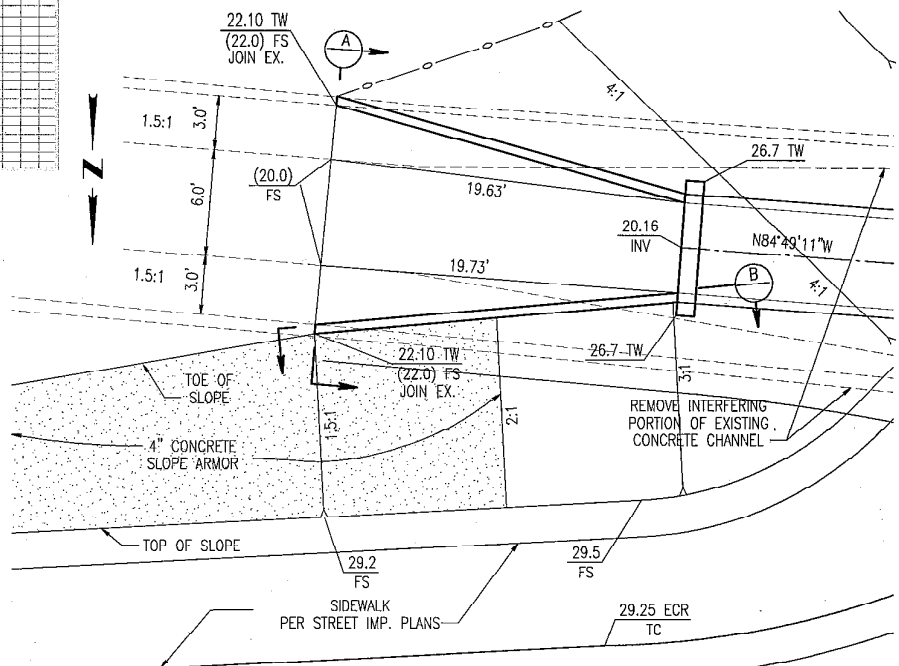 22.10 TW
(22.0) FS
JOIN EX.
A
4:1
1.5:1
3.0'
26.7 TW
N
6.0'
(20.0)
FS
19.63'
20.16
INV
N84°49'11"W
1.5:1
3.0'
19.73'
B
4:1
22.10 TW
(22.0) FS
JOIN EX.
26.7 TW
TOE OF
SLOPE
1.5:1
2:1
3:1
REMOVE INTERFERING
PORTION OF EXISTING
CONCRETE CHANNEL
4" CONCRETE
SLOPE ARMOR
TOP OF SLOPE
29.2
FS
29.5
FS
SIDEWALK
PER STREET IMP. PLANS
29.25 ECR
TC